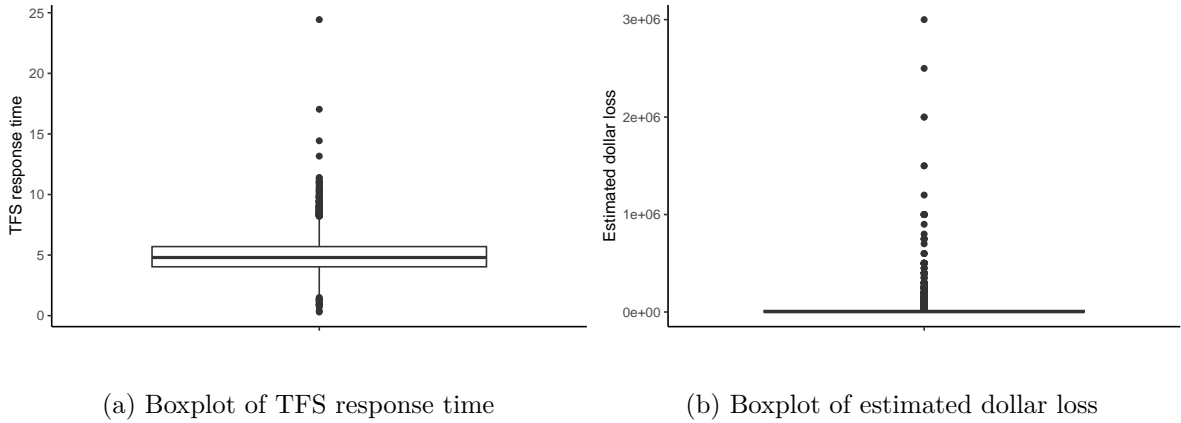 25
20
15
10
5
0
TFS response time
3e+06
2e+06
1e+06
0e+00
Estimated dollar loss
(a) Boxplot of TFS response time
(b) Boxplot of estimated dollar loss